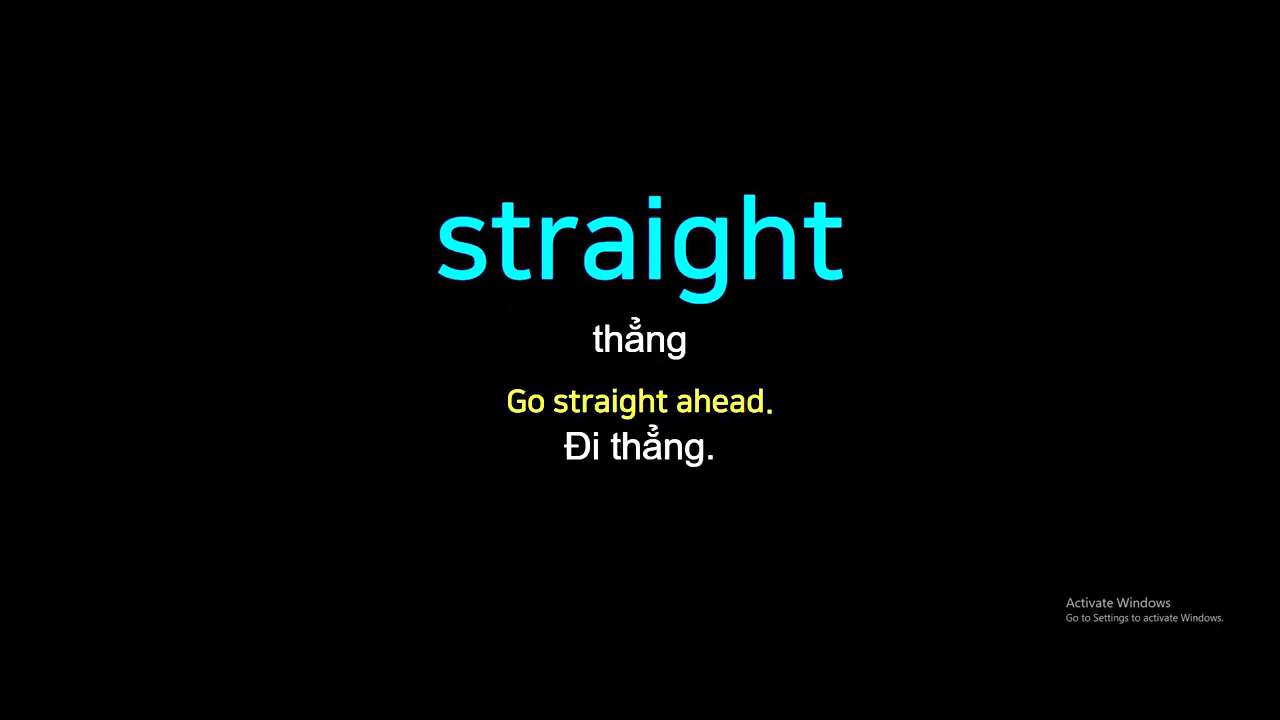 straight
thẳng
Go straight ahead.
Đi thẳng.
Activate Windows
Go to Settings to activate Windows.